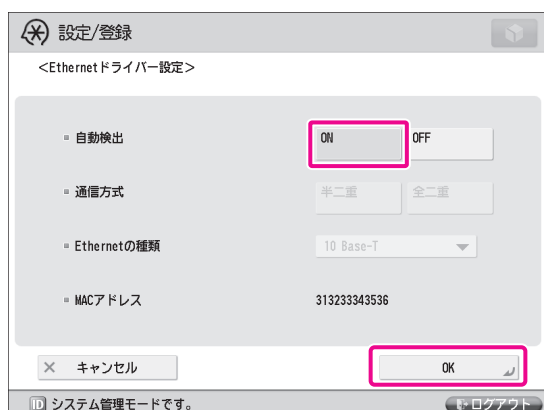 設定/登録
<Ethernetドライバー設定>
自動検出 ON OFF
通信方式 半二重 全二重
Ethernetの種類 10 Base-T
MACアドレス 313233343536
キャンセル OK
ID システム管理モードです。 ログアウト